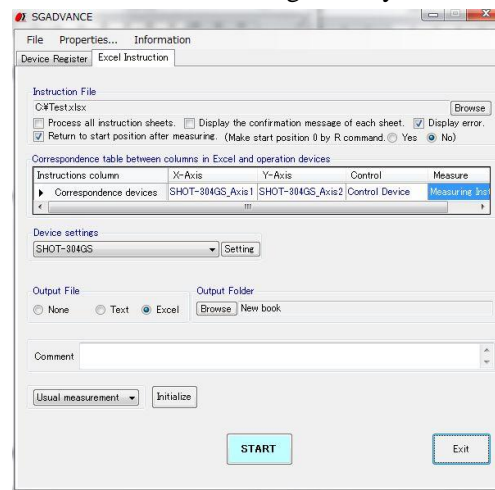 SGADVANCE
File Properties... Information
Device Register Excel Instruction
Instruction File
C:¥Test.xlsx Browse
Process all instruction sheets. Display the confirmation message of each sheet. Display error.
Return to start position after measuring. (Make start position 0 by R command. Yes No)
Correspondence table between columns in Excel and operation devices
Instructions column X-Axis Y-Axis Control Measure
Correspondence devices SHOT-304GS_Axis1 SHOT-304GS_Axis2 Control Device Measuring Inst
Device settings
SHOT-304GS Setting
Output File Output Folder
None Text Excel Browse New book
Comment
Usual measurement Initialize
START Exit